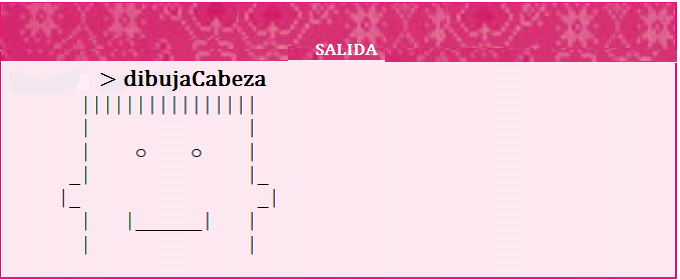 SALIDA
> dibujaCabeza
  |||||||||||||||||
  |               |
  |    o    o     |
 _|               |_
|_                 _|
  |   |______|    |
  |               |